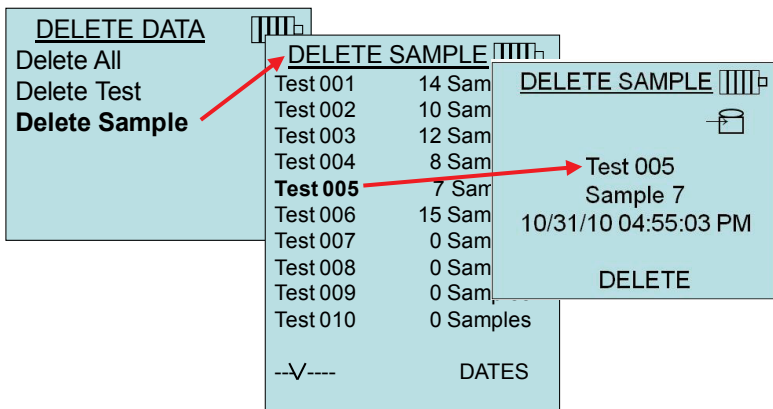 DELETE DATA
Delete All
Delete Test
Delete Sample
DELETE SAMPLE
Test 001 14 Sam
Test 002 10 Sam
Test 003 12 Sam
Test 004 8 Sam
Test 005 7 Sam
Test 006 15 Sam
Test 007 0 Sam
Test 008 0 Sam
Test 009 0 Samples
Test 010 0 Samples
---\/---- DATES
DELETE SAMPLE
Test 005
Sample 7
10/31/10 04:55:03 PM
DELETE